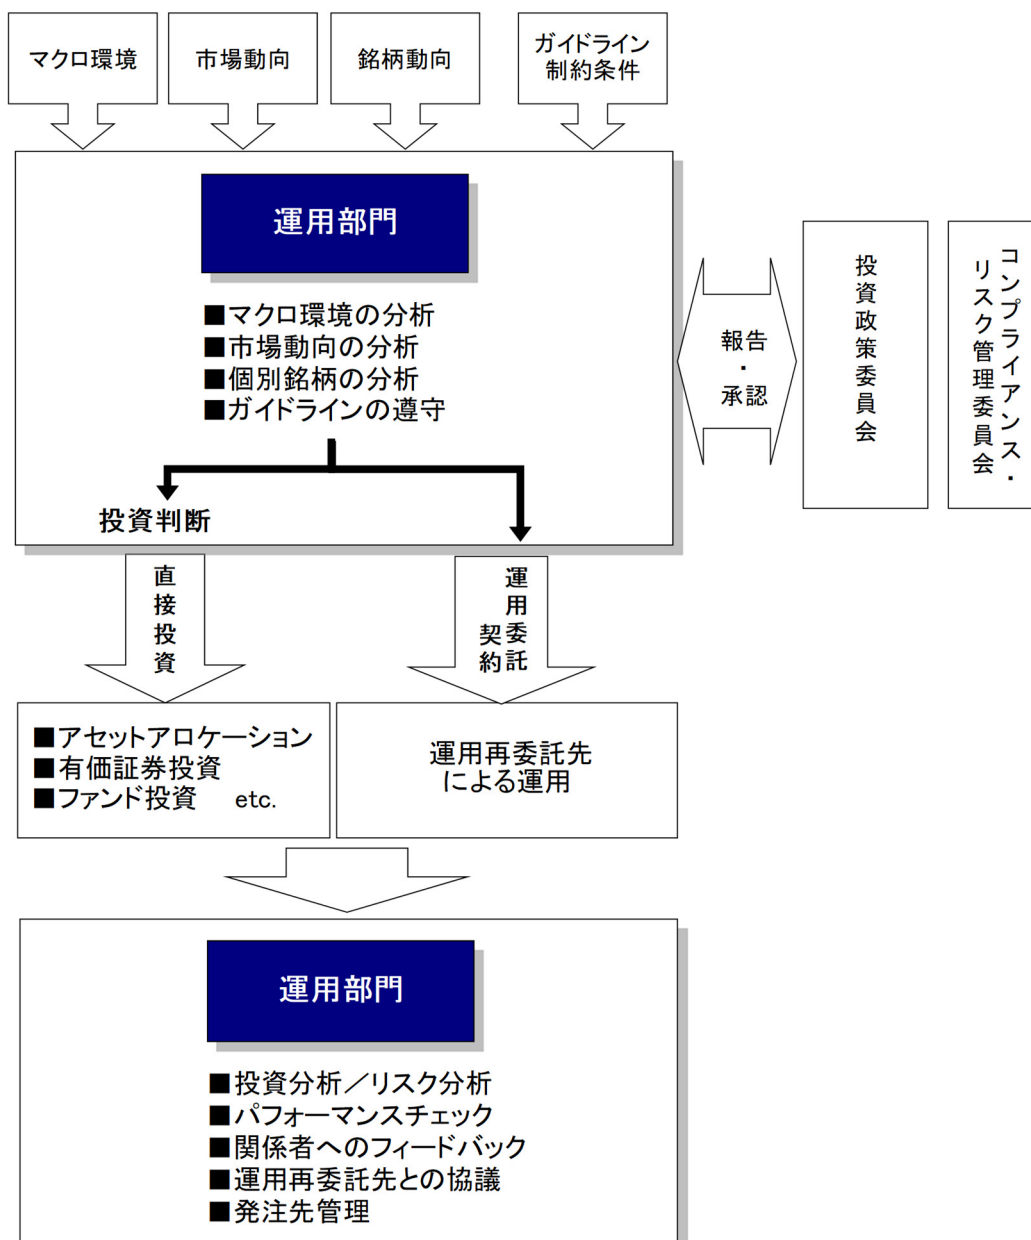 マクロ環境
市場動向
銘柄動向
ガイドライン
制約条件
運用部門
■マクロ環境の分析
■市場動向の分析
■個別銘柄の分析
■ガイドラインの遵守
投資判断
報告
・
承認
投資政策委員会
コンプライアンス・
リスク管理委員会
直接投資
運用委託
契約
■アセットアロケーション
■有価証券投資
■ファンド投資 etc.
運用再委託先
による運用
運用部門
■投資分析／リスク分析
■パフォーマンスチェック
■関係者へのフィードバック
■運用再委託先との協議
■発注先管理